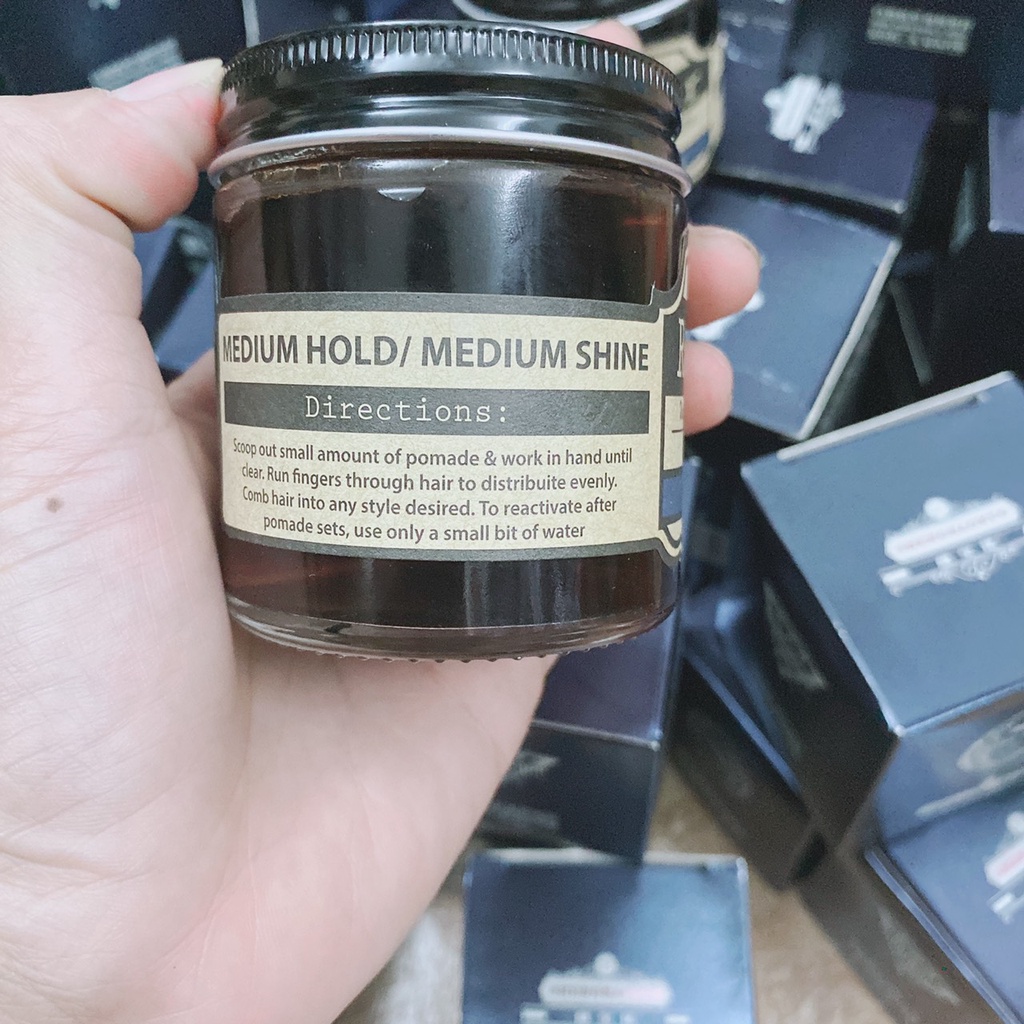 MEDIUM HOLD/ MEDIUM SHINE
Directions:
Scoop out small amount of pomade & work in hand until
clear. Run fingers through hair to distribuite evenly.
Comb hair into any style desired. To reactivate after
pomade sets, use only a small bit of water